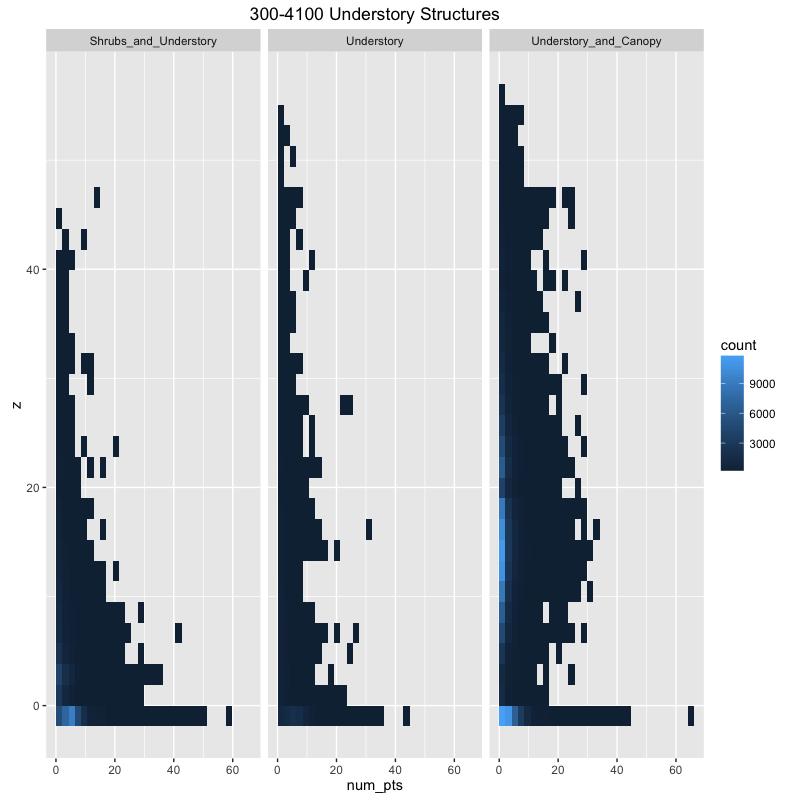 300-4100 Understory Structures
Shrubs_and_Understory
Understory
Understory_and_Canopy
z
40
20
0
0 20 40 60
0 20 40 60
0 20 40 60
num_pts
count
9000
6000
3000